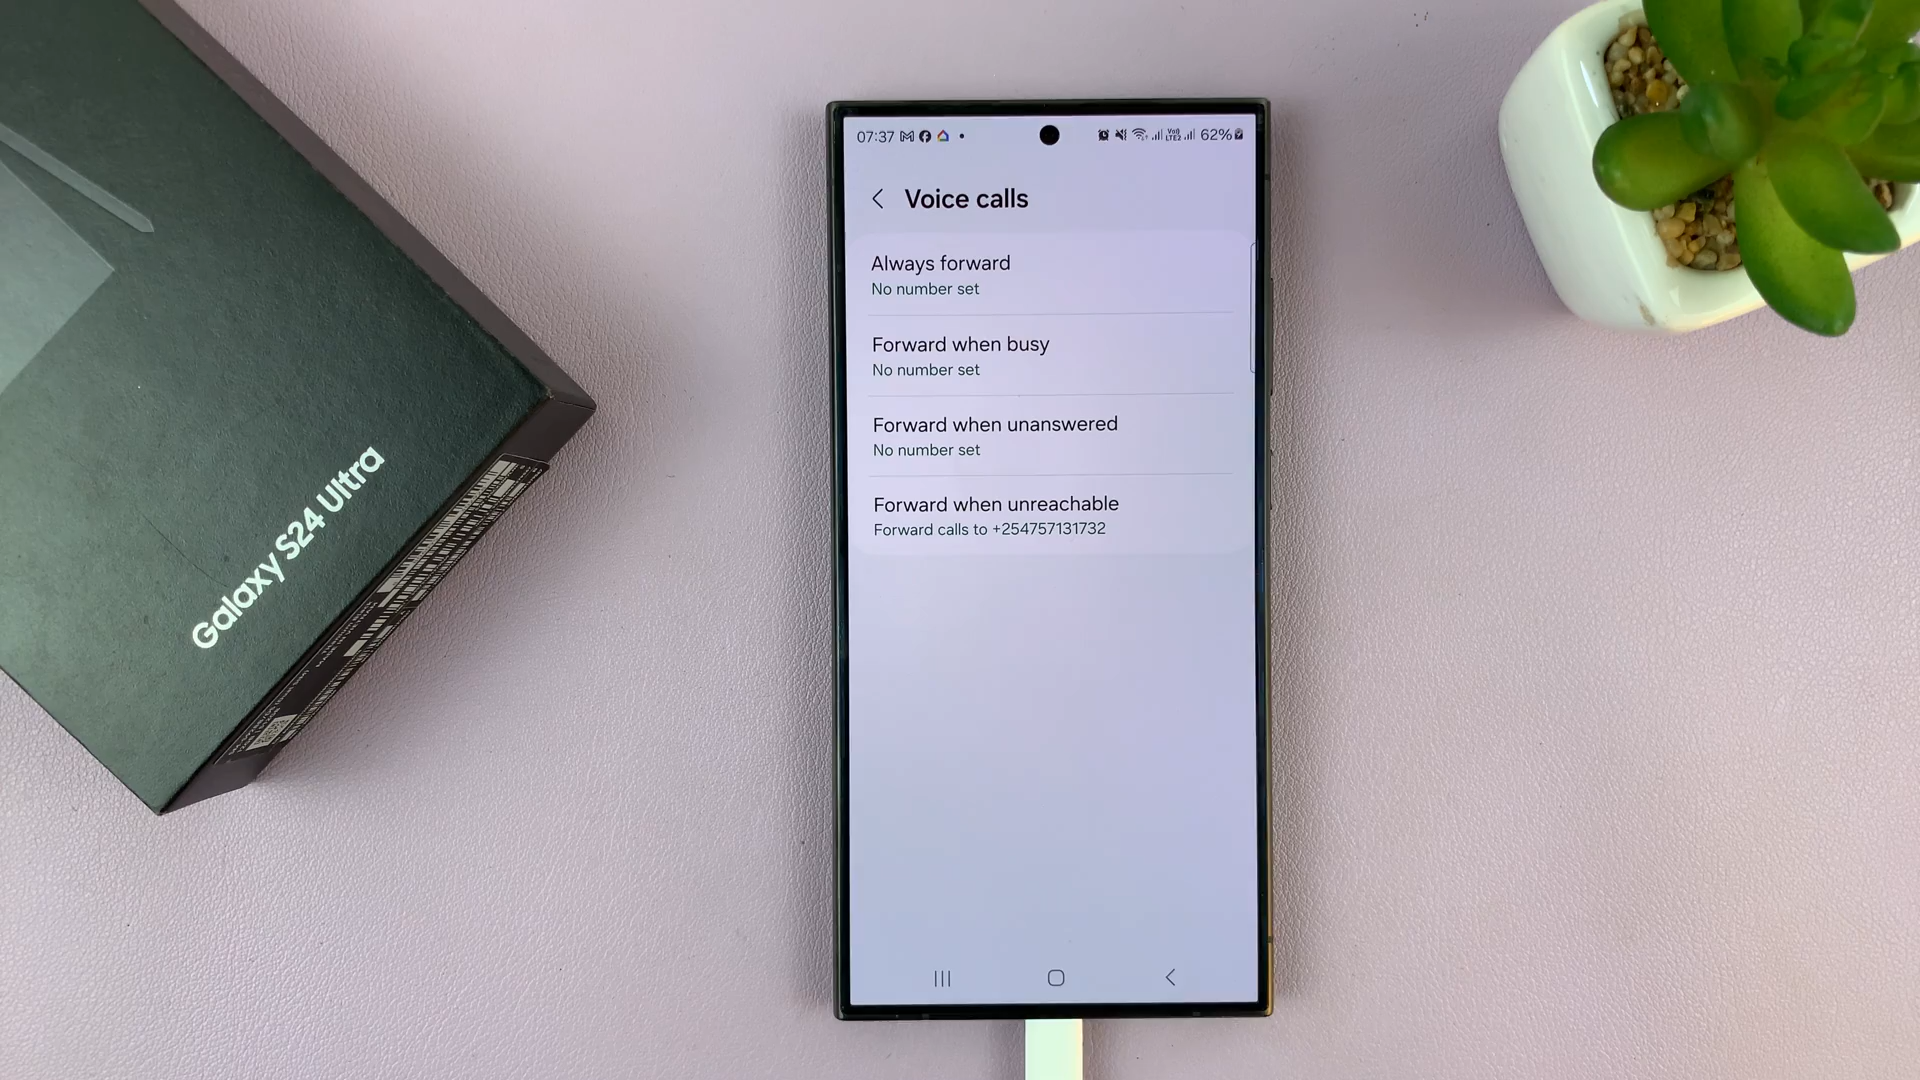 07:37
62%
Voice calls
Always forward
No number set
Forward when busy
No number set
Forward when unanswered
No number set
Forward when unreachable
Forward calls to +254757131732
Galaxy S24 Ultra